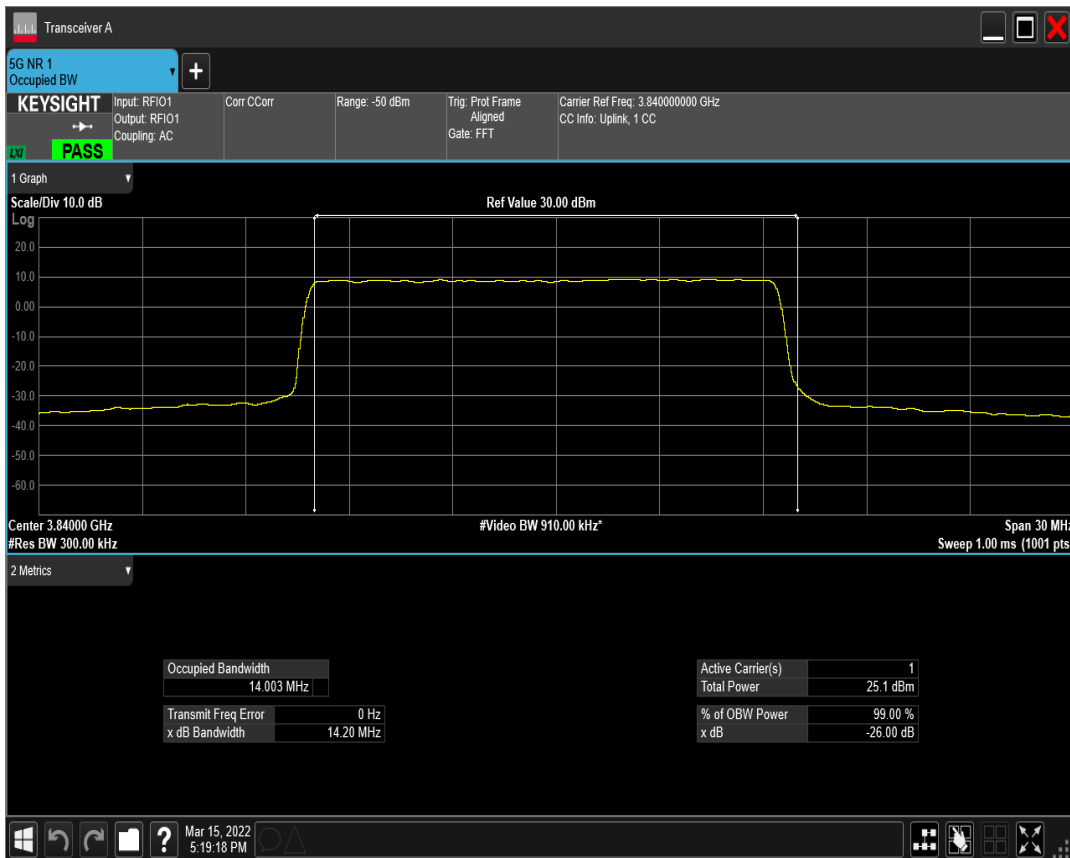 Transceiver A
5G NR 1
Occupied BW
KEYSIGHT
LXI
PASS
Input: RFIO1
Output: RFIO1
Coupling: AC
Corr CCorr
Range: -50 dBm
Trig: Prot Frame
Aligned
Gate: FFT
Carrier Ref Freq: 3.840000000 GHz
CC Info: Uplink, 1 CC
1 Graph
Scale/Div 10.0 dB
Ref Value 30.00 dBm
Log
20.0
10.0
0.00
-10.0
-20.0
-30.0
-40.0
-50.0
-60.0
Center 3.84000 GHz
#Video BW 910.00 kHz*
Span 30 MHz
#Res BW 300.00 kHz
Sweep 1.00 ms (1001 pts
2 Metrics
Occupied Bandwidth
14.003 MHz
Transmit Freq Error 0 Hz
x dB Bandwidth 14.20 MHz
Active Carrier(s) 1
Total Power 25.1 dBm
% of OBW Power 99.00 %
x dB -26.00 dB
?
Mar 15, 2022
5:19:18 PM